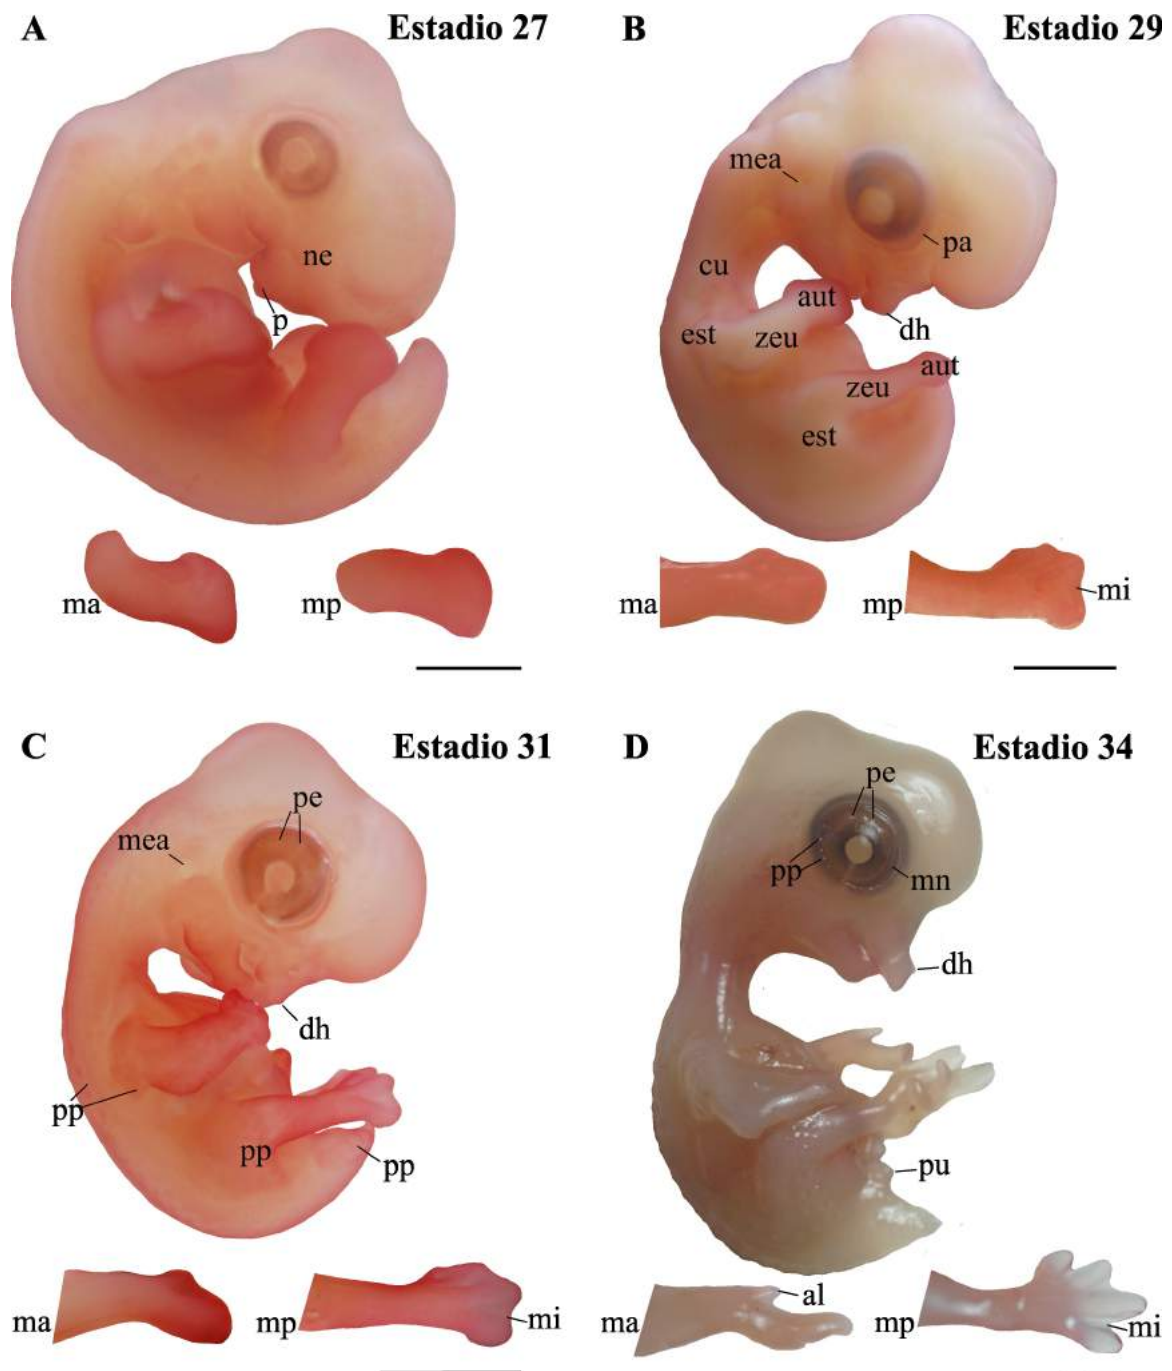 A Estadio 27
ne
p
ma mp
B Estadio 29
mea
pa
cu
aut
dh
est zeu
aut
zeu
est
ma mp mi
C Estadio 31
pe
mea
dh
pp
pp
pp
ma mp mi
D Estadio 34
pe
pp mn
dh
pu
al
ma mp mi